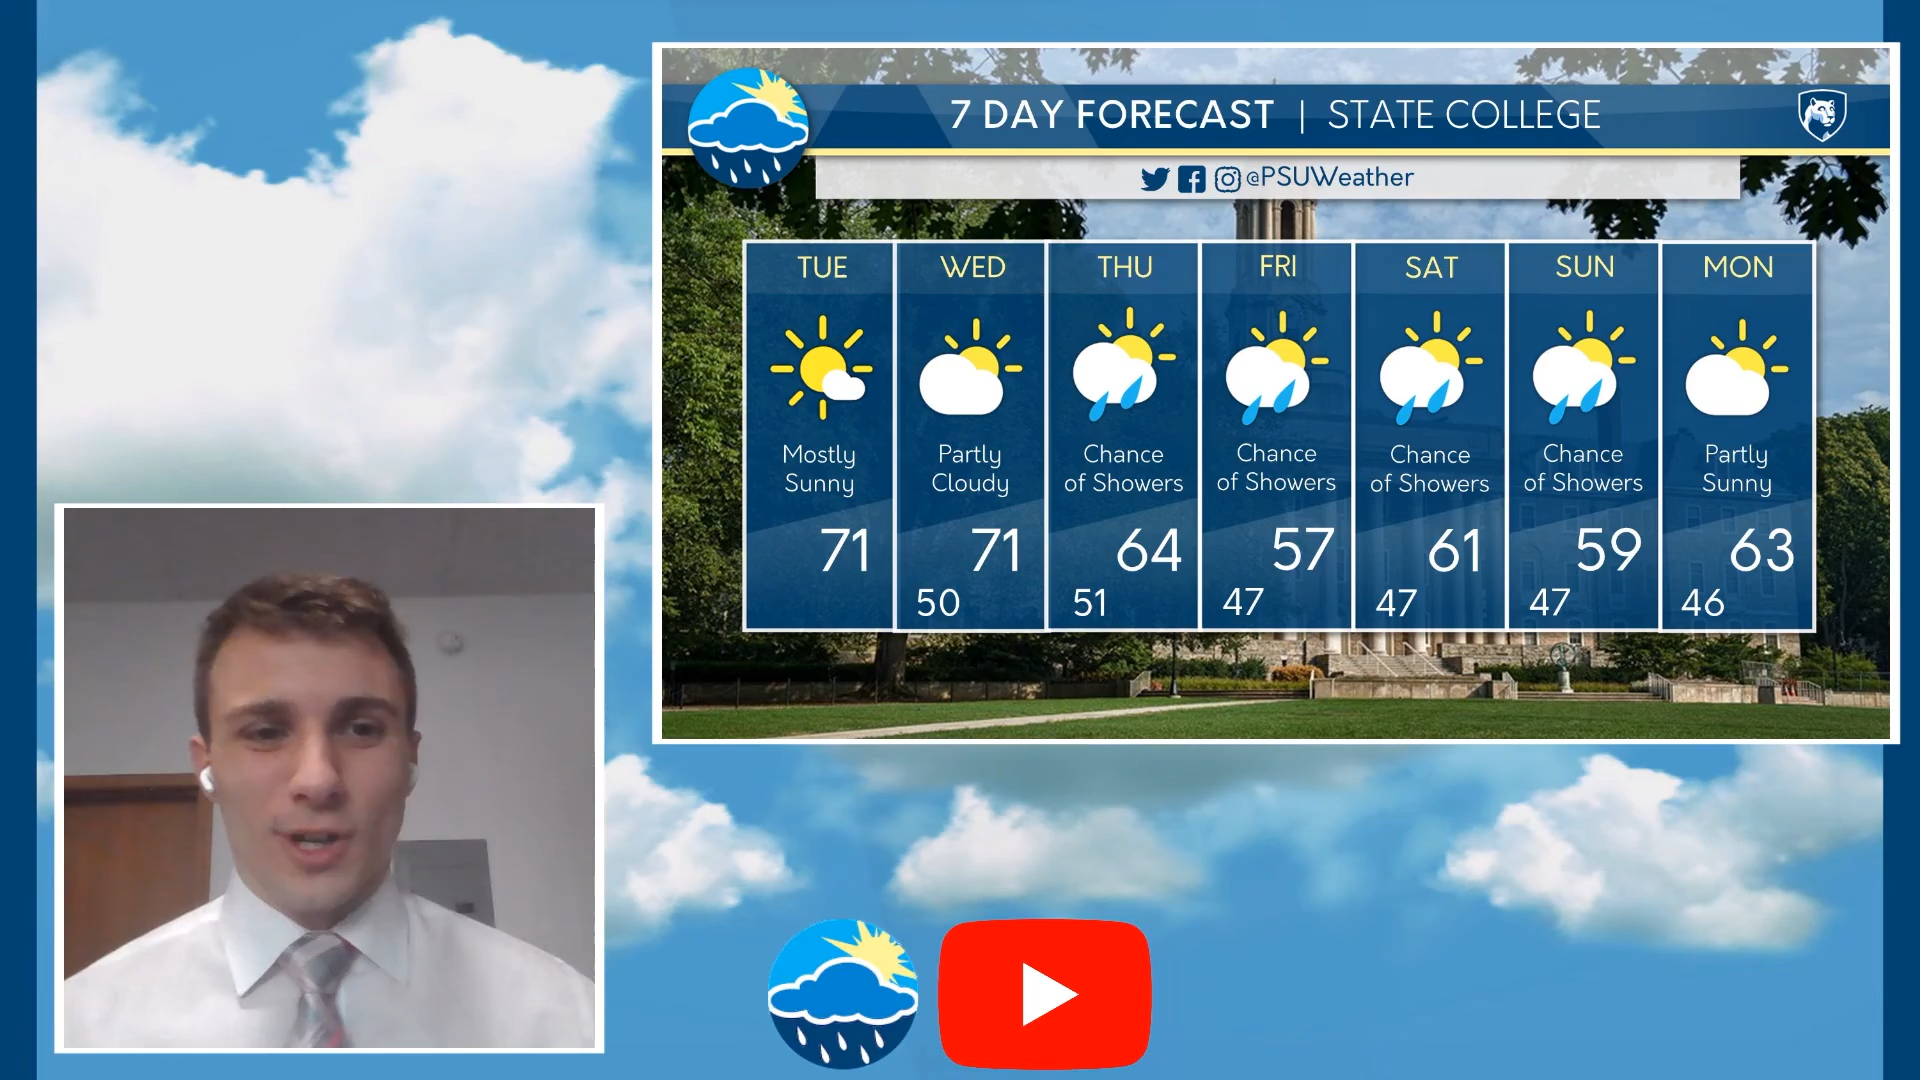 7 DAY FORECAST | STATE COLLEGE
@PSUWeather
TUE WED THU FRI SAT SUN MON
Mostly Partly Chance Chance Chance Chance Partly
Sunny Cloudy of Showers of Showers of Showers of Showers Sunny
71 71 64 57 61 59 63
50 51 47 47 47 46